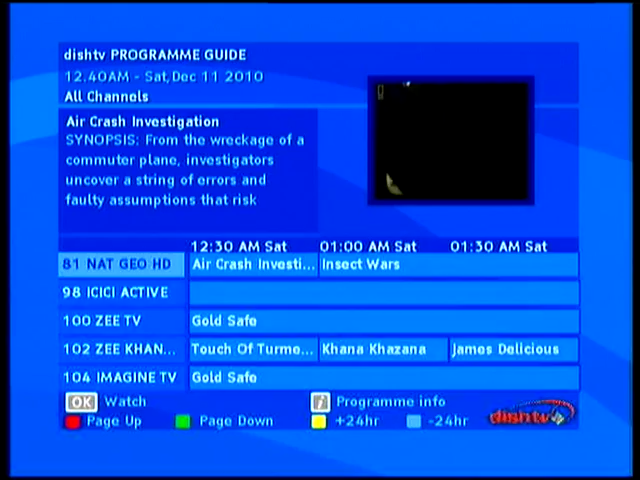 dishtv PROGRAMME GUIDE
12.40AM - Sat,Dec 11 2010
All Channels
Air Crash Investigation
SYNOPSIS: From the wreckage of a
commuter plane, investigators
uncover a string of errors and
faulty assumptions that risk
12:30 AM Sat 01:00 AM Sat 01:30 AM Sat
81 NAT GEO HD Air Crash Investi... Insect Wars
98 ICICI ACTIVE
100 ZEE TV Gold Safe
102 ZEE KHAN... Touch Of Turme... Khana Khazana James Delicious
104 IMAGINE TV Gold Safe
OK Watch i Programme info
Page Up Page Down +24hr -24hr dishtv